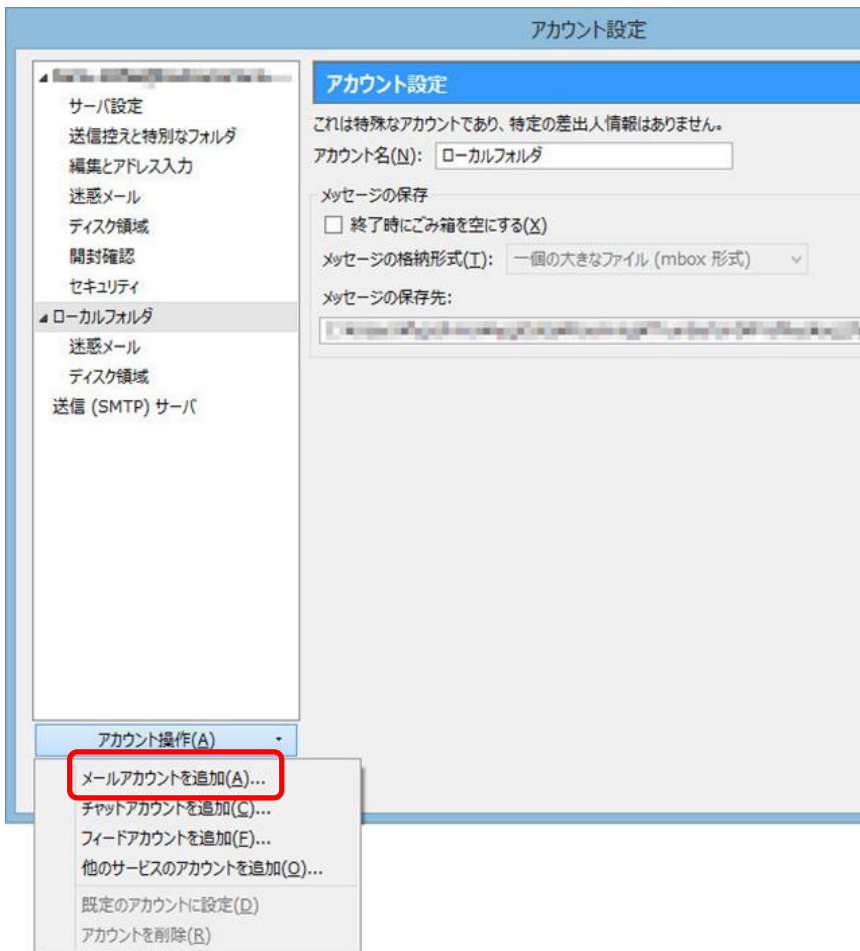 アカウント設定
サーバ設定
送信控えと特別なフォルダ
編集とアドレス入力
迷惑メール
ディスク領域
開封確認
セキュリティ
ローカルフォルダ
迷惑メール
ディスク領域
送信 (SMTP) サーバ
アカウント設定
これは特殊なアカウントであり、特定の差出人情報はありません。
アカウント名(N): ローカルフォルダ
メッセージの保存
終了時にごみ箱を空にする(X)
メッセージの格納形式(T): 一個の大きなファイル (mbox 形式)
メッセージの保存先:
アカウント操作(A)
メールアカウントを追加(A)...
チャットアカウントを追加(C)...
フィードアカウントを追加(F)...
他のサービスのアカウントを追加(O)...
既定のアカウントに設定(D)
アカウントを削除(R)